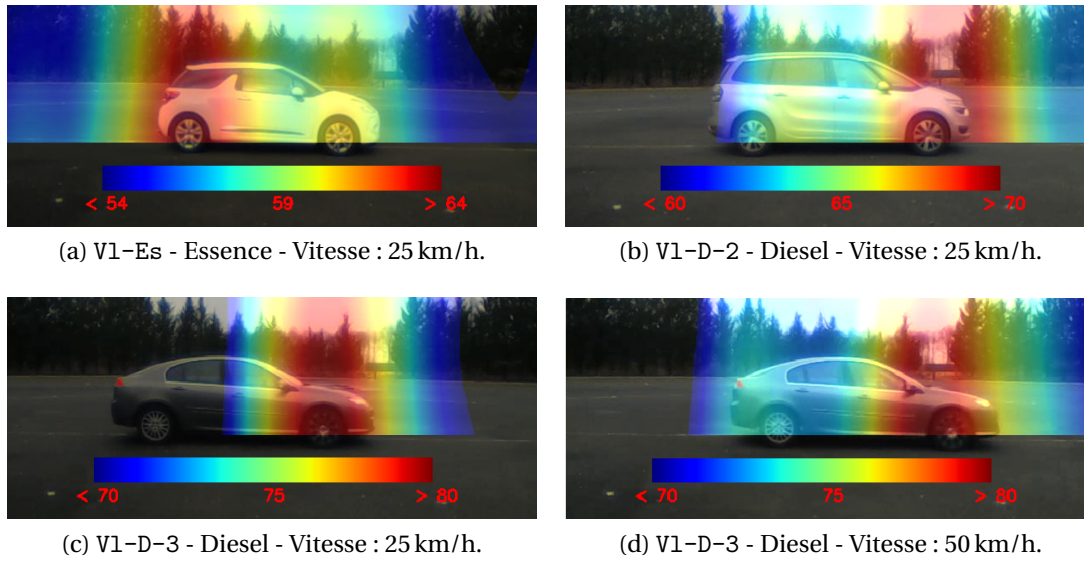 < 54 59 > 64
< 60 65 > 70
(a) Vl-Es - Essence - Vitesse : 25 km/h.
(b) Vl-D-2 - Diesel - Vitesse : 25 km/h.
< 70 75 > 80
< 70 75 > 80
(c) Vl-D-3 - Diesel - Vitesse : 25 km/h.
(d) Vl-D-3 - Diesel - Vitesse : 50 km/h.